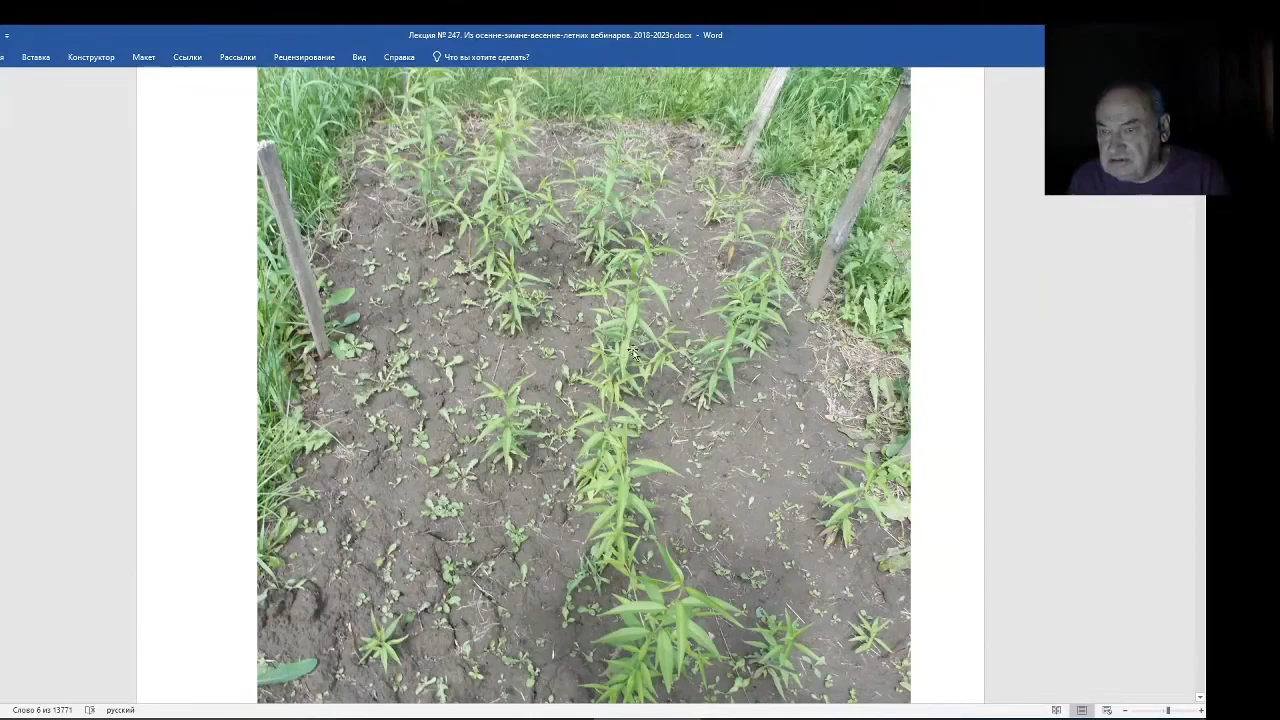 Лекция № 247. Из осенне-зимне-весенне-летних вебинаров. 2018-2023г.docx - Word
я Вставка Конструктор Макет Ссылки Рассылки Рецензирование Вид Справка Что вы хотите сделать?
Слово 6 из 13771 русский